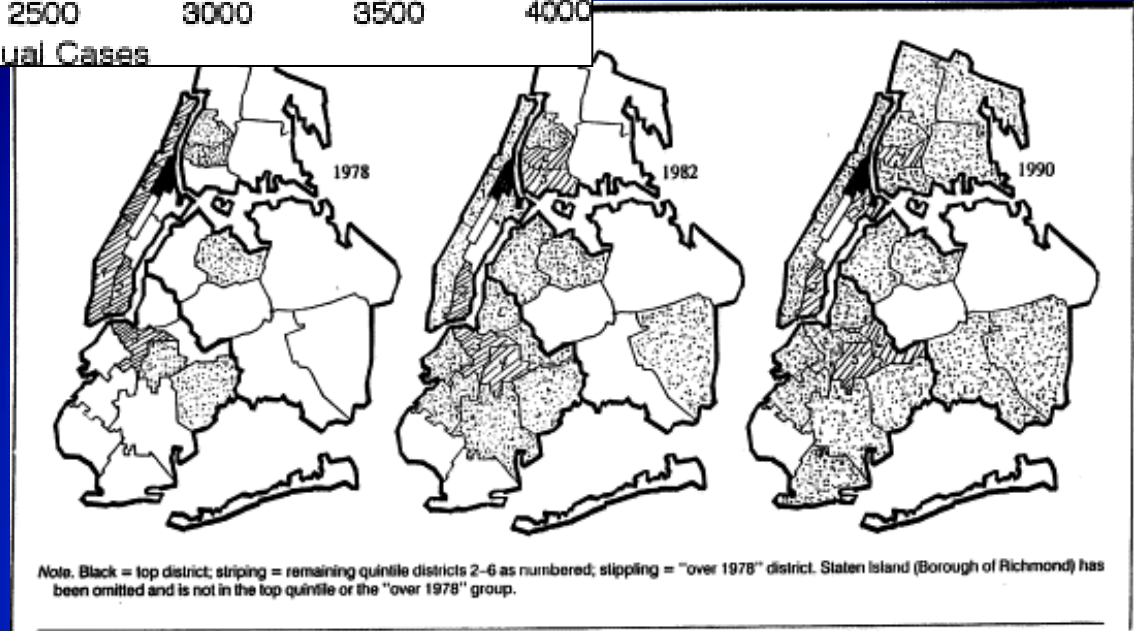 2500 3000 3500 4000
ual Cases
1978 1982 1990
Note. Black = top district; striping = remaining quintile districts 2–6 as numbered; stippling = "over 1978" district. Staten Island (Borough of Richmond) has
been omitted and is not in the top quintile or the "over 1978" group.